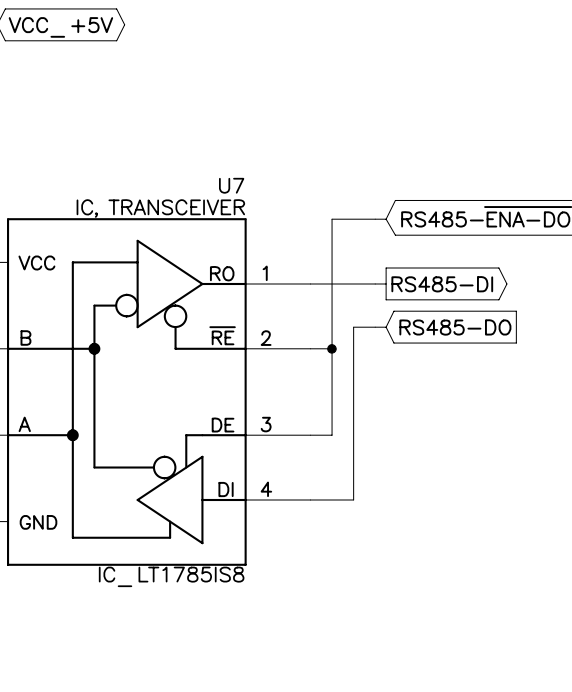 VCC_ +5V
U7
IC, TRANSCEIVER
RS485-ENA-DO
VCC
RO 1
RS485-DI
RS485-DO
B
RE 2
A
DE 3
DI 4
GND
IC_LT1785IS8